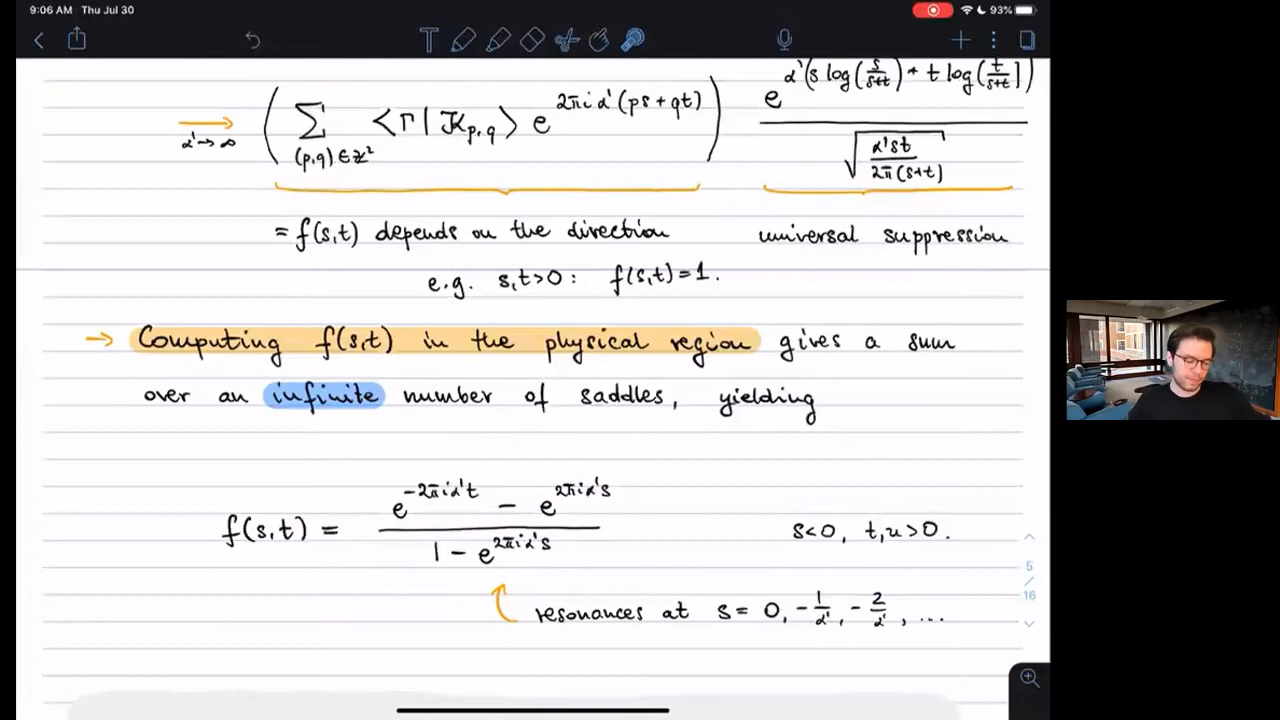 9:06 AM Thu Jul 30
93%
α'→∞ ( Σ_{(p,q)∈ℤ²} <Γ|𝒦_{p,q}> e^{2πiα'(ps+qt)} ) e^{α'(s log(s/(s+t)) + t log(t/(s+t)))} / √(α'st / 2π(s+t))
= f(s,t) depends on the direction universal suppression
e.g. s,t>0: f(s,t)=1.
→ Computing f(s,t) in the physical region gives a sum
over an infinite number of saddles, yielding
f(s,t) = (e^{-2πiα't} - e^{2πiα's}) / (1 - e^{2πiα's}) s<0, t,u>0.
resonances at s = 0, -1/α', -2/α', ...
5
/
16